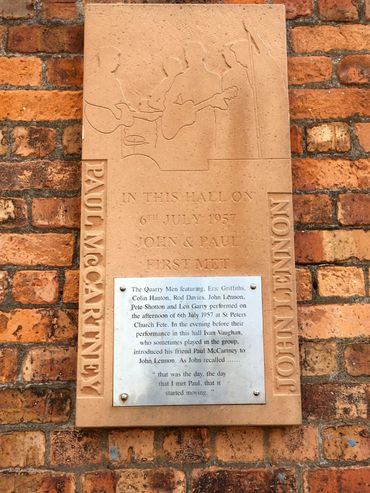 IN THIS HALL ON
6TH JULY 1957
JOHN & PAUL
FIRST MET
PAUL McCARTNEY
JOHN LENNON
The Quarry Men featuring, Eric Griffiths,
Colin Hanton, Rod Davies, John Lennon,
Pete Shotton and Len Garry performed on
the afternoon of 6th July 1957 at St Peters
Church Fete. In the evening before their
performance in this hall Ivan Vaughan,
who sometimes played in the group,
introduced his friend Paul McCartney to
John Lennon. As John recalled ......
" that was the day, the day
that I met Paul, that it
started moving. "